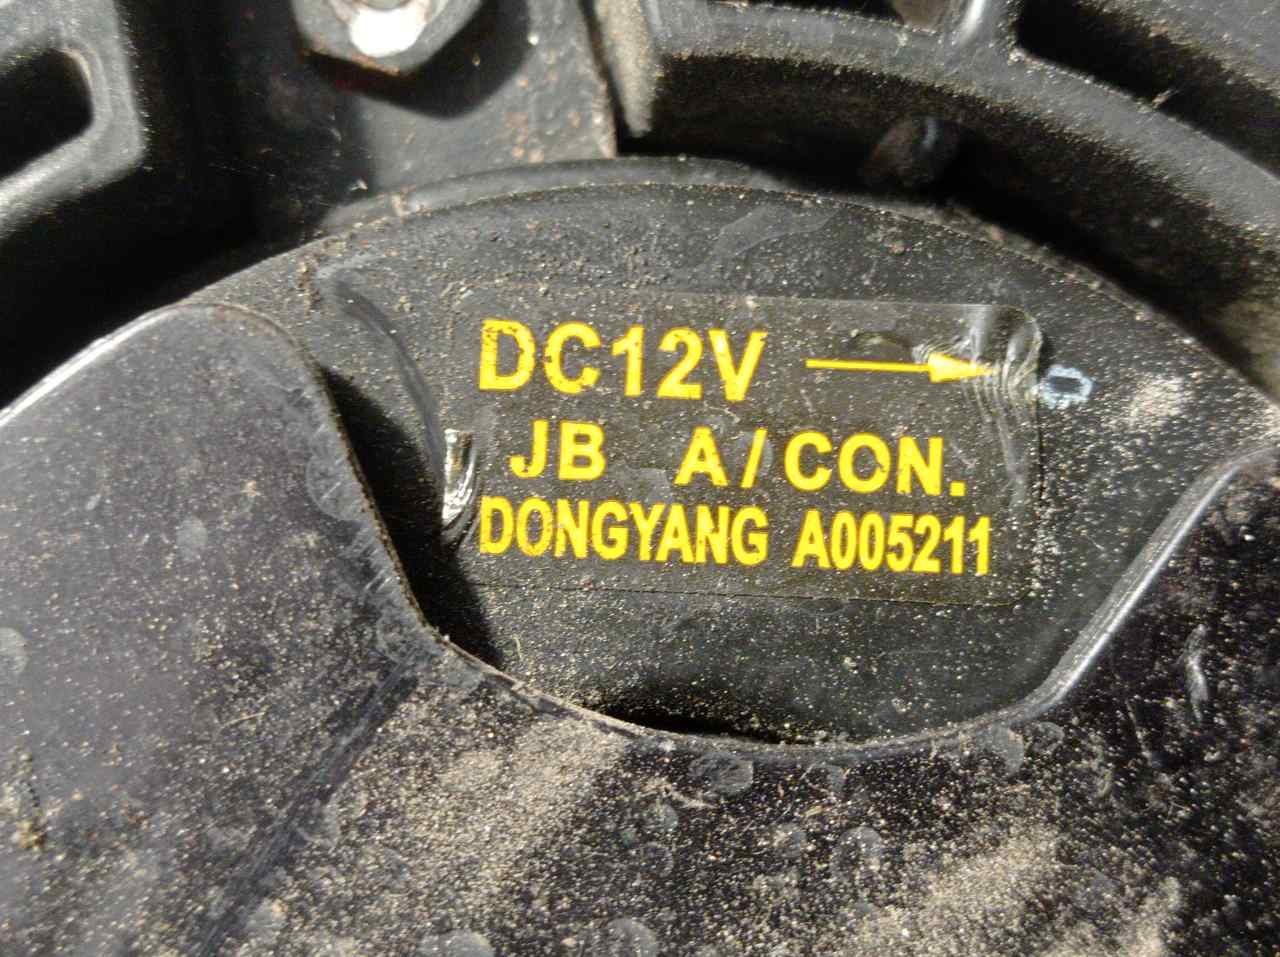 DC12V
JB A/CON.
DONGYANG A005211